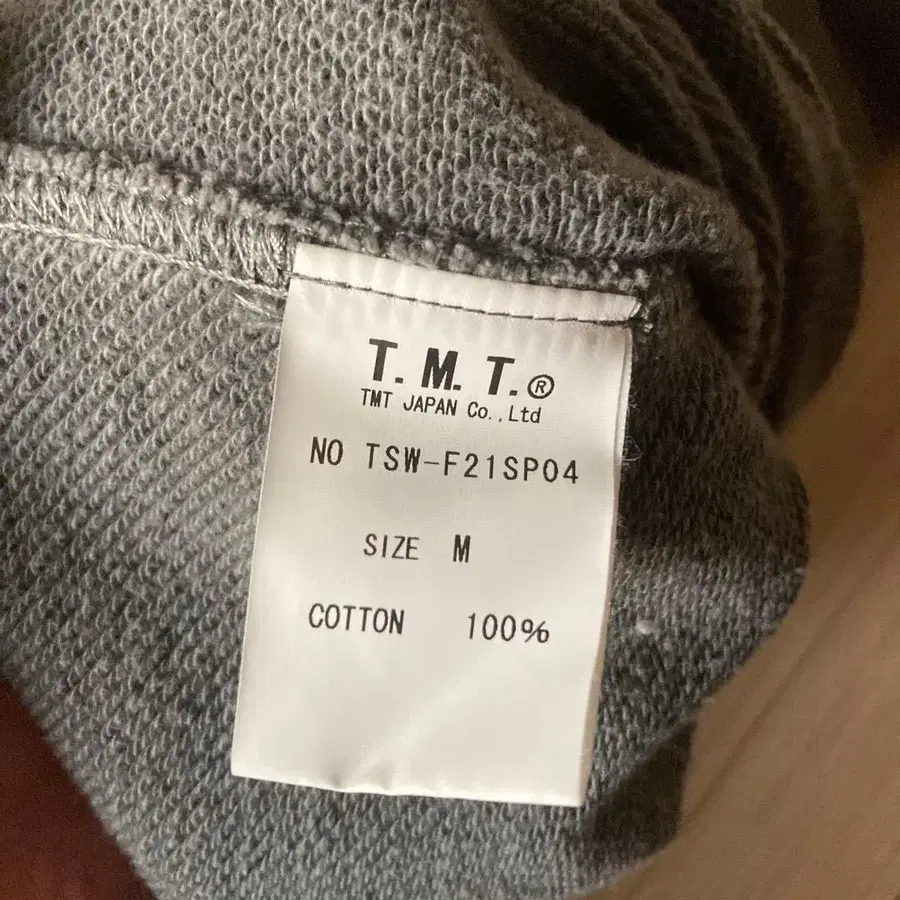 T. M. T.®
TMT JAPAN Co.,Ltd
NO TSW-F21SP04
SIZE M
COTTON 100%